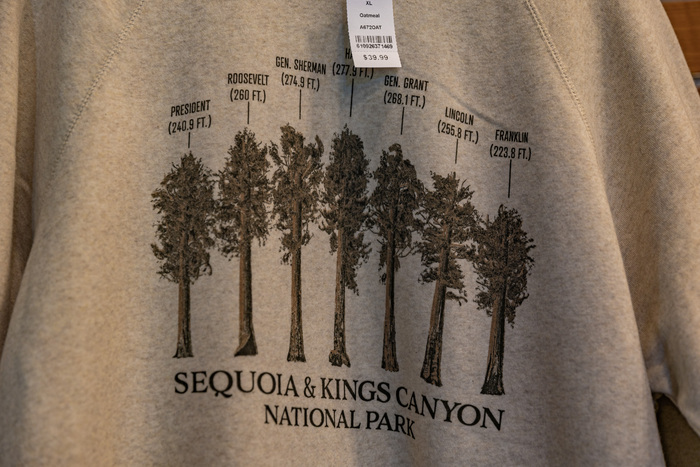 XL
Oatmeal
A473OAT
$39.99
PRESIDENT
(240.9 FT.)
ROOSEVELT
(260 FT.)
GEN. SHERMAN
(274.9 FT.)
(277.9 FT.)
GEN. GRANT
(268.1 FT.)
LINCOLN
(255.8 FT.)
FRANKLIN
(223.8 FT.)
SEQUOIA & KINGS CANYON
NATIONAL PARK